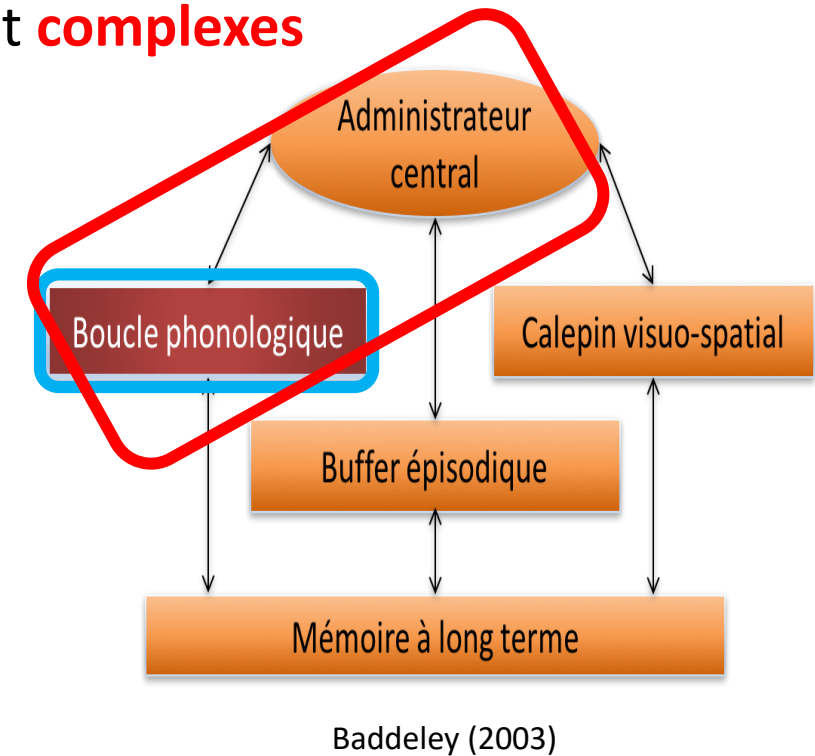 t complexes
Administrateur
central
Boucle phonologique
Calepin visuo-spatial
Buffer épisodique
Mémoire à long terme
Baddeley (2003)